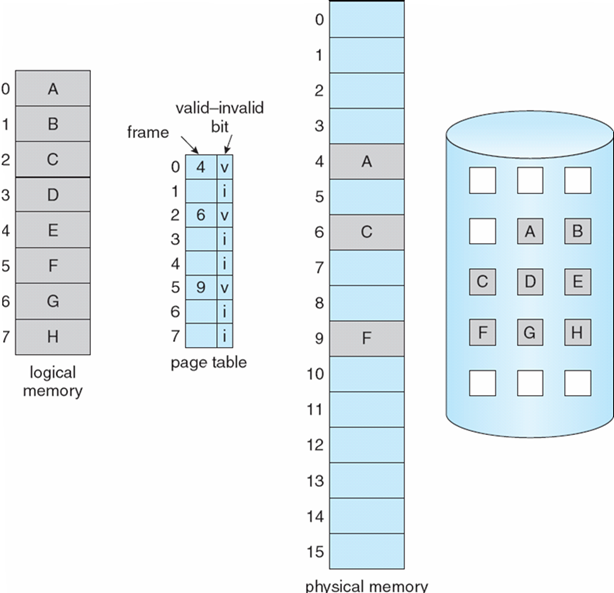 0 A
1 B
2 C
3 D
4 E
5 F
6 G
7 H
logical
memory
valid–invalid
bit
frame
0 4 v
1 i
2 6 v
3 i
4 i
5 9 v
6 i
7 i
page table
0
1
2
3
4 A
5
6 C
7
8
9 F
10
11
12
13
14
15
physical memory
A B
C D E
F G H